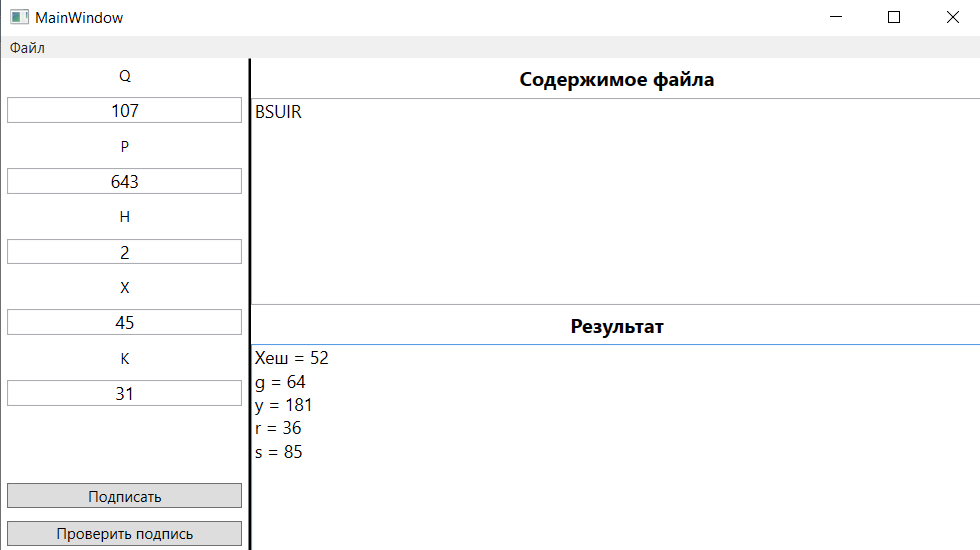 MainWindow
Файл
Q
107
P
643
H
2
X
45
K
31
Подписать
Проверить подпись
Содержимое файла
BSUIR
Результат
Хеш = 52
g = 64
y = 181
r = 36
s = 85